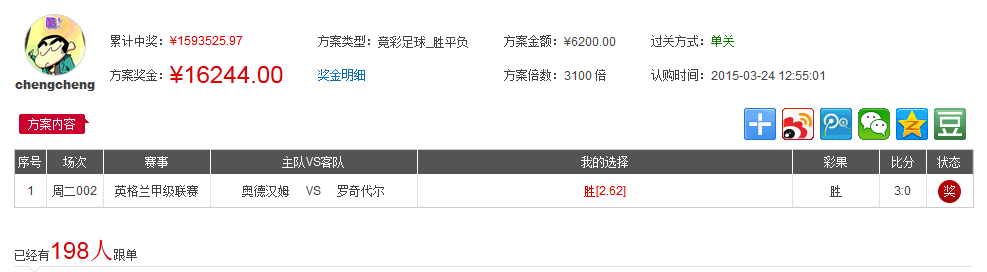 酷!
累计中奖：¥1593525.97 方案类型：竟彩足球_胜平负 方案金额：¥6200.00 过关方式：单关
方案奖金：¥16244.00 奖金明细 方案倍数：3100 倍 认购时间：2015-03-24 12:55:01
chengcheng
方案内容
豆
序号 场次 赛事 主队VS客队 我的选择 彩果 比分 状态
1 周二002 英格兰甲级联赛 奥德汉姆 VS 罗奇代尔 胜[2.62] 胜 3:0 奖
已经有198人跟单